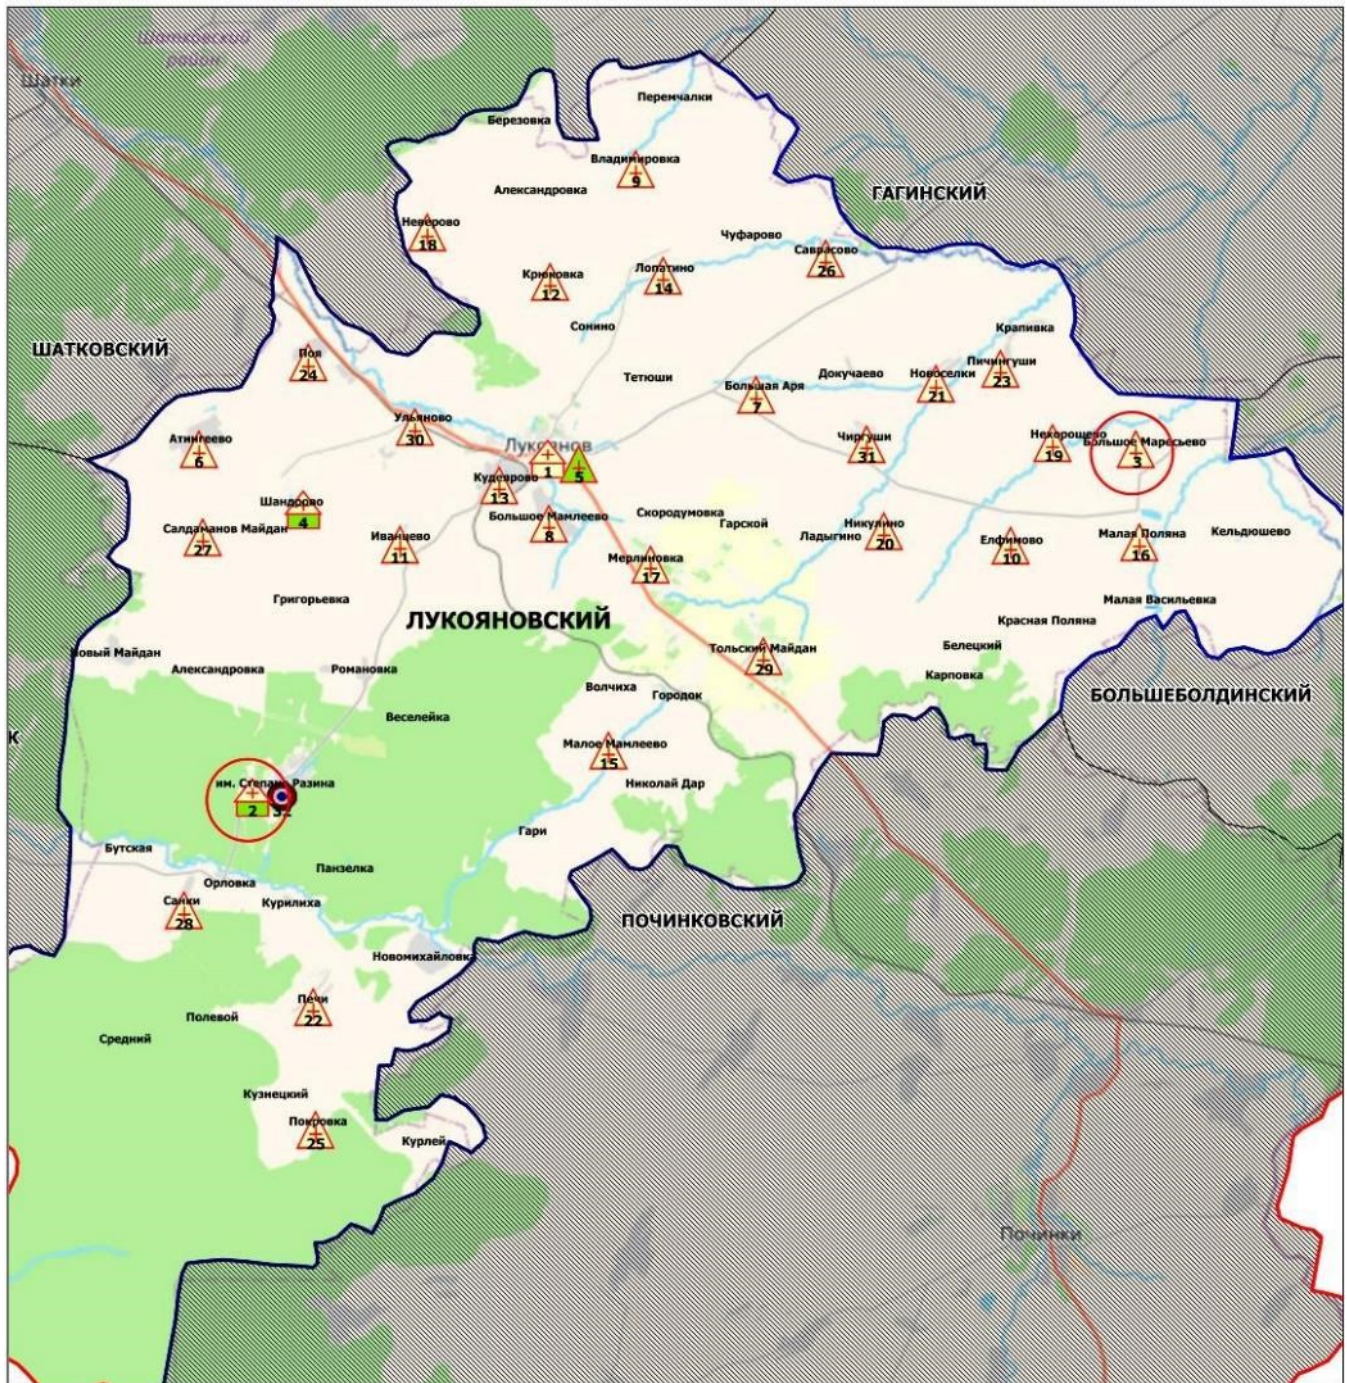 Шатковский
район
Шатки
Перемчалки
Березовка
Владимировка
9
Александровка
ГАГИНСКИЙ
Неверово
18
Чуфарово
Саврасово
26
Лопатино
14
Крюковка
12
Сонино
Крапивка
ШАТКОВСКИЙ
Поя
24
Пичингуши
23
Тетюши
Докучаево
Новоселки
21
Большая Аря
7
Ульяново
30
Атингеево
6
Лукоянов
1
5
Чиргуши
31
Нехорошево
19
Большое Маресьево
3
Кудеярово
13
Шандрово
4
Большое Мамлеево
8
Скородумовка
Гарской
Никулино
20
Ладыгино
Салдаманов Майдан
27
Иванцево
11
Елфимово
10
Малая Поляна
16
Кельдюшево
Мерлиновка
17
Григорьевка
Малая Васильевка
ЛУКОЯНОВСКИЙ
Красная Поляна
Новый Майдан
Тольский Майдан
29
Белецкий
Александровка
Романовка
Карповка
Волчиха
Городок
БОЛЬШЕБОЛДИНСКИЙ
Веселейка
К
Малое Мамлеево
15
Николай Дар
им. Степана Разина
2
Гари
Бутская
Панзелка
Орловка
Санки
28
Курилиха
ПОЧИНКОВСКИЙ
Новомихайловка
Печи
22
Полевой
Средний
Кузнецкий
Покровка
25
Курлей
Починки